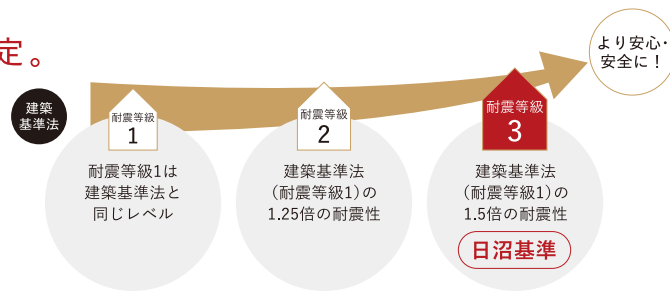 定。
より安心・
安全に！
建築
基準法
耐震等級
1
耐震等級1は
建築基準法と
同じレベル
耐震等級
2
建築基準法
（耐震等級1）の
1.25倍の耐震性
耐震等級
3
建築基準法
（耐震等級1）の
1.5倍の耐震性
日沼基準